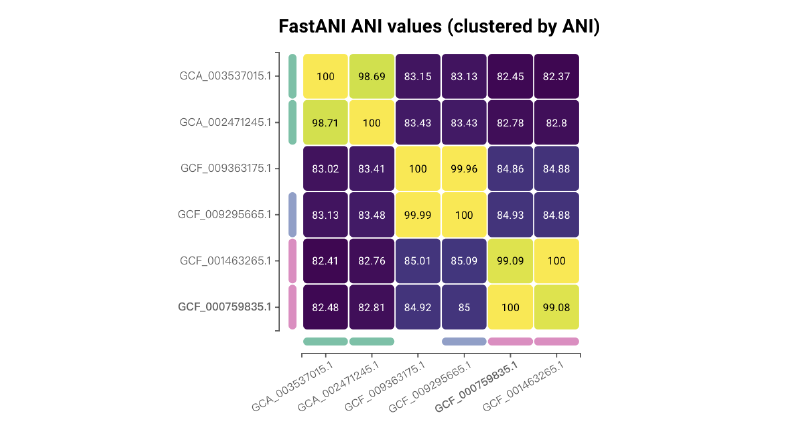 FastANI ANI values (clustered by ANI)
GCA_003537015.1 100 98.69 83.15 83.13 82.45 82.37
GCA_002471245.1 98.71 100 83.43 83.43 82.78 82.8
GCF_009363175.1 83.02 83.41 100 99.96 84.86 84.88
GCF_009295665.1 83.13 83.48 99.99 100 84.93 84.88
GCF_001463265.1 82.41 82.76 85.01 85.09 99.09 100
GCF_000759835.1 82.48 82.81 84.92 85 100 99.08
GCA_003537015.1 GCA_002471245.1 GCF_009363175.1 GCF_009295665.1 GCF_000759835.1 GCF_001463265.1